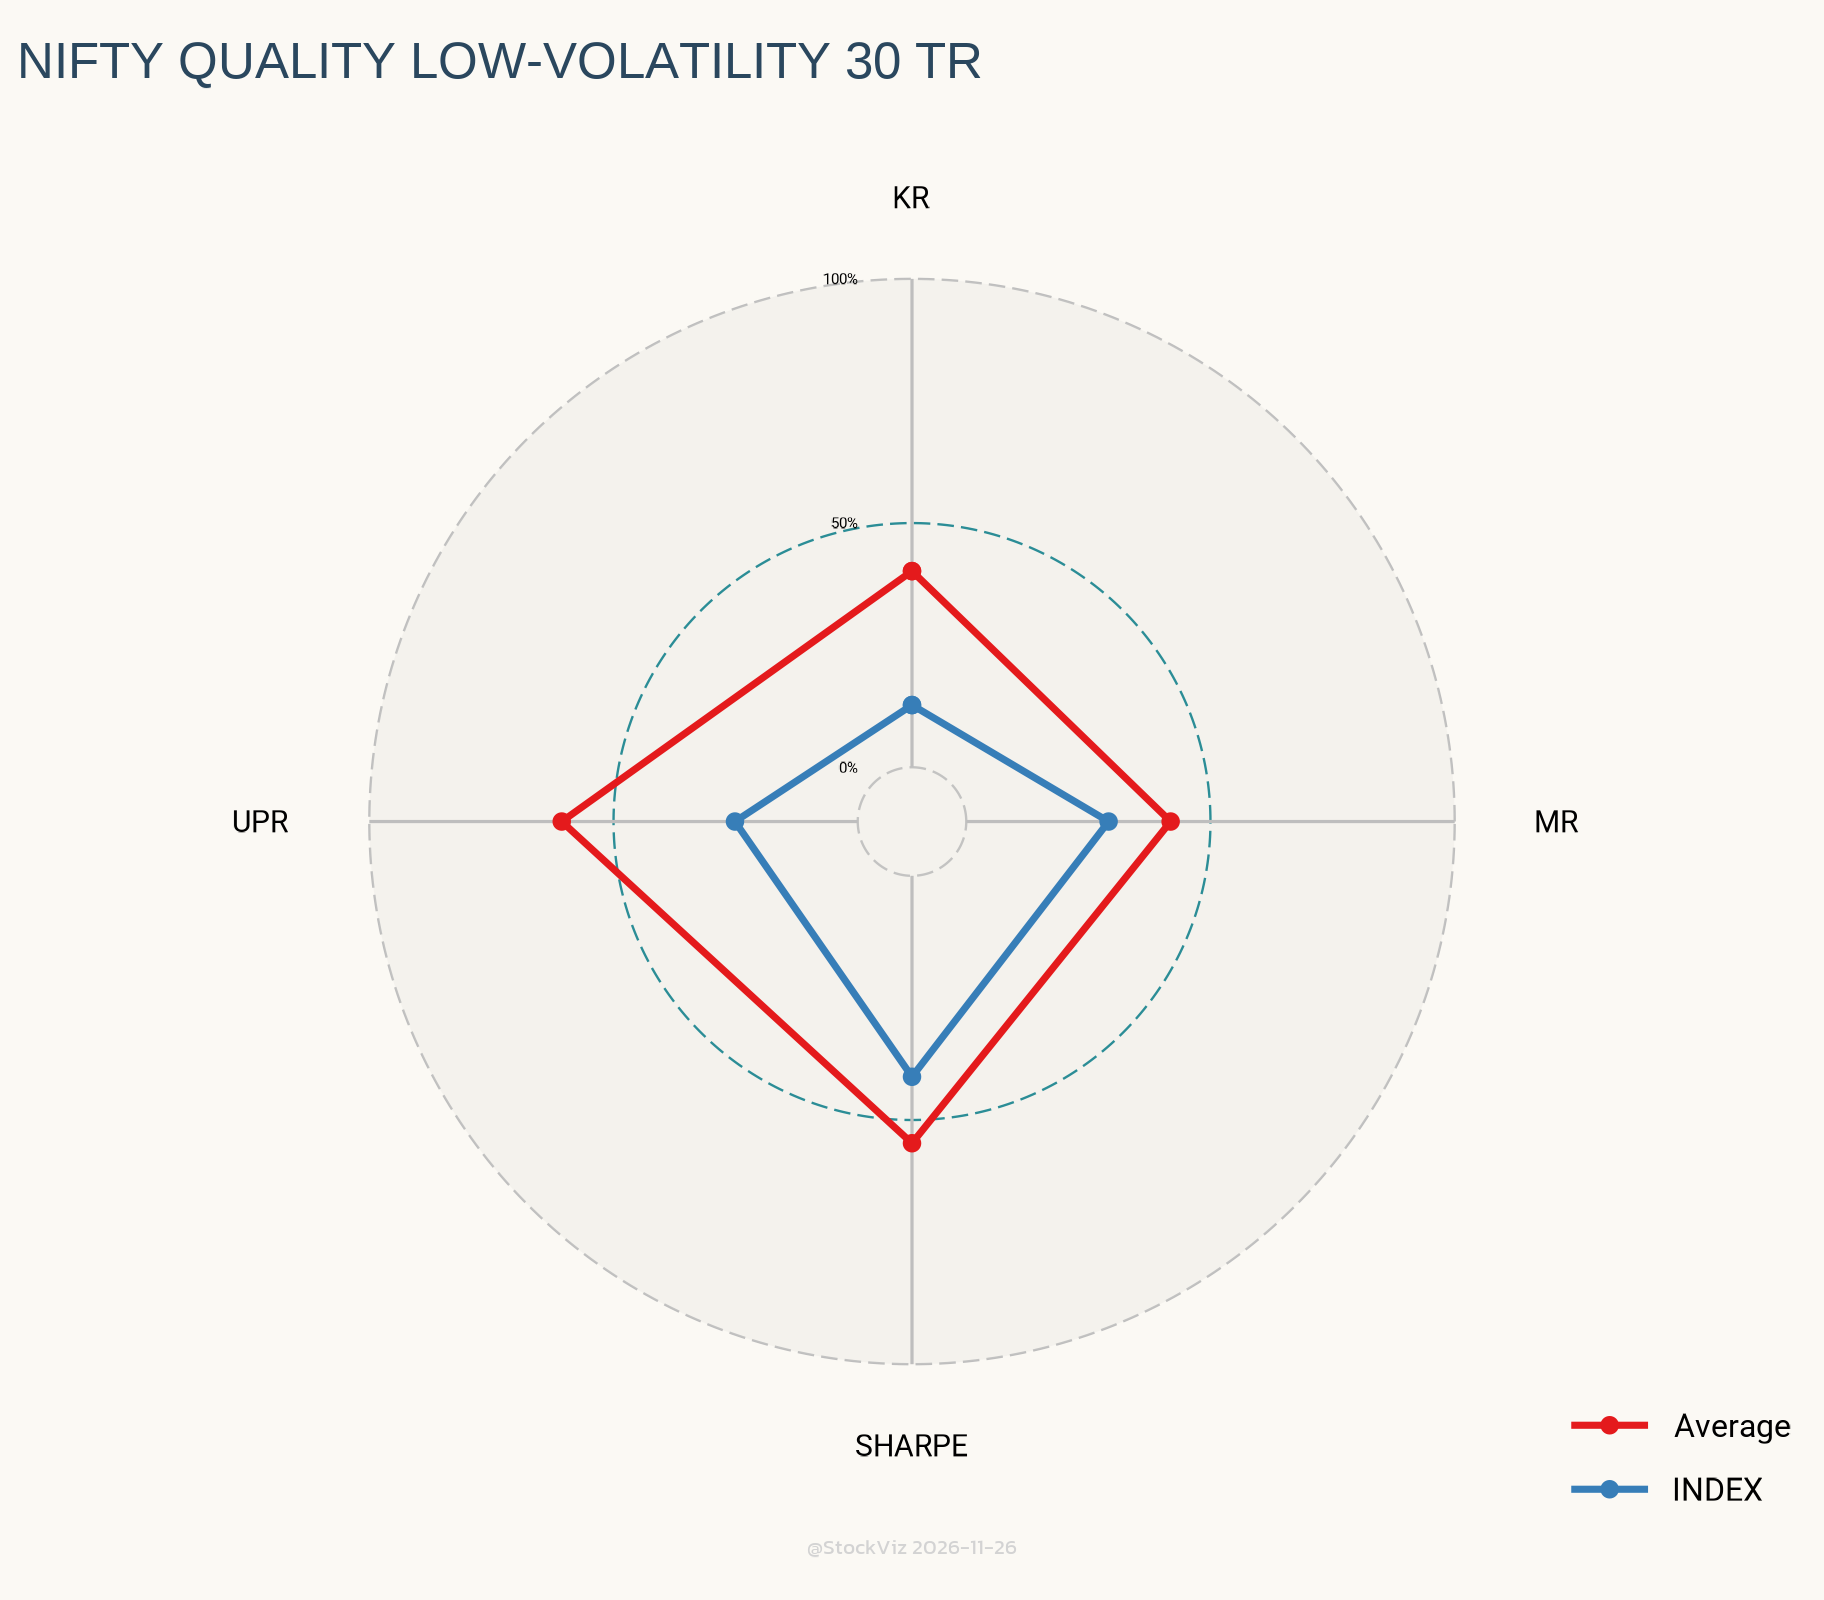 NIFTY QUALITY LOW-VOLATILITY 30 TR
KR
100%
50%
0%
UPR
MR
SHARPE
Average
INDEX
@StockViz 2026-11-26